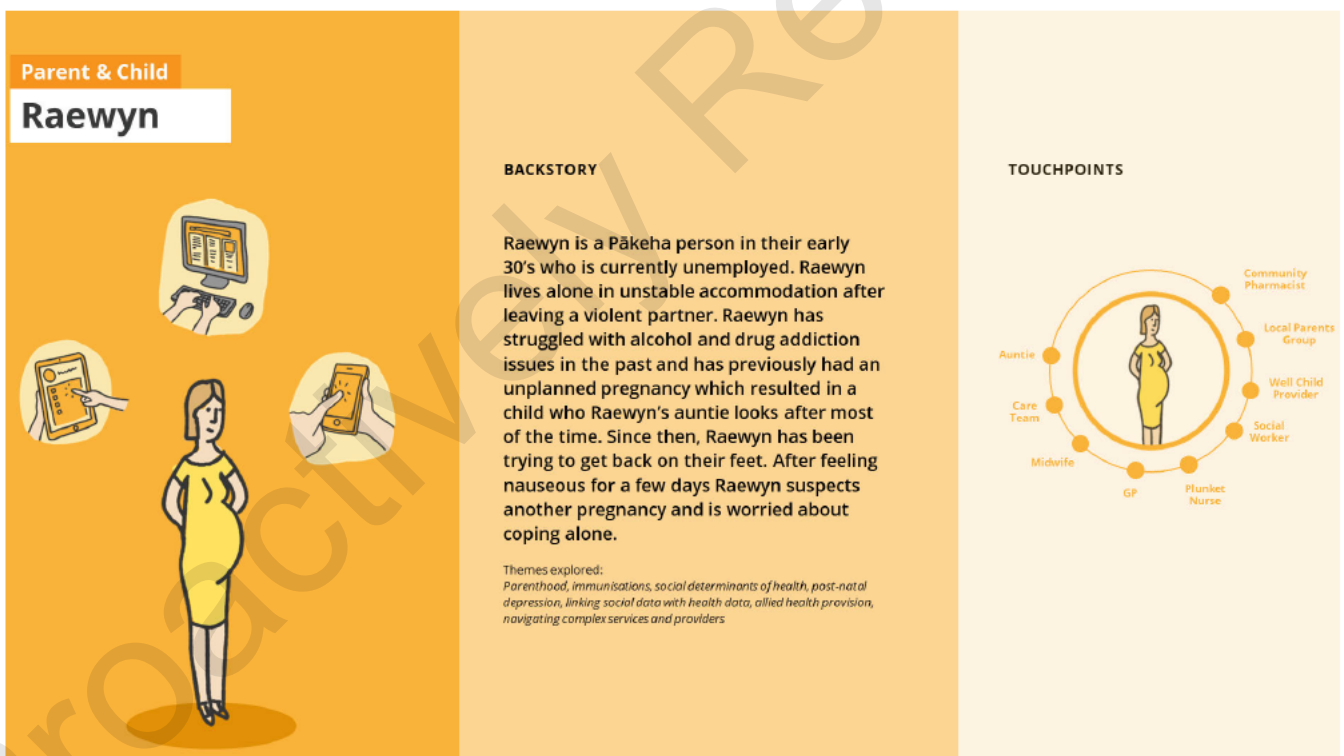 Parent & Child
Raewyn
BACKSTORY
Raewyn is a Pākeha person in their early
30's who is currently unemployed. Raewyn
lives alone in unstable accommodation after
leaving a violent partner. Raewyn has
struggled with alcohol and drug addiction
issues in the past and has previously had an
unplanned pregnancy which resulted in a
child who Raewyn's auntie looks after most
of the time. Since then, Raewyn has been
trying to get back on their feet. After feeling
nauseous for a few days Raewyn suspects
another pregnancy and is worried about
coping alone.
Themes explored:
Parenthood, immunisations, social determinants of health, post-natal
depression, linking social data with health data, allied health provision,
navigating complex services and providers
TOUCHPOINTS
Community
Pharmacist
Local Parents
Group
Well Child
Provider
Social
Worker
Plunket
Nurse
GP
Midwife
Care
Team
Auntie
roactively Re